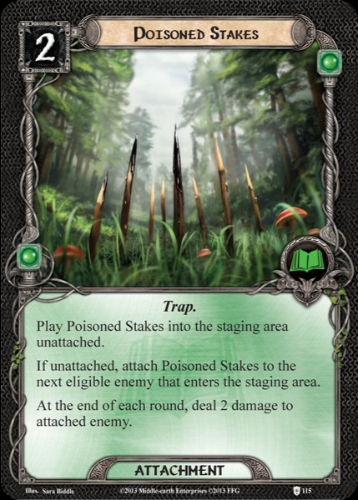 2
Poisoned Stakes
Trap.
Play Poisoned Stakes into the staging area
unattached.
If unattached, attach Poisoned Stakes to the
next eligible enemy that enters the staging area.
At the end of each round, deal 2 damage to
attached enemy.
ATTACHMENT
Illus. Sara Biddle ©2013 Middle-earth Enterprises ©2013 FFG 115